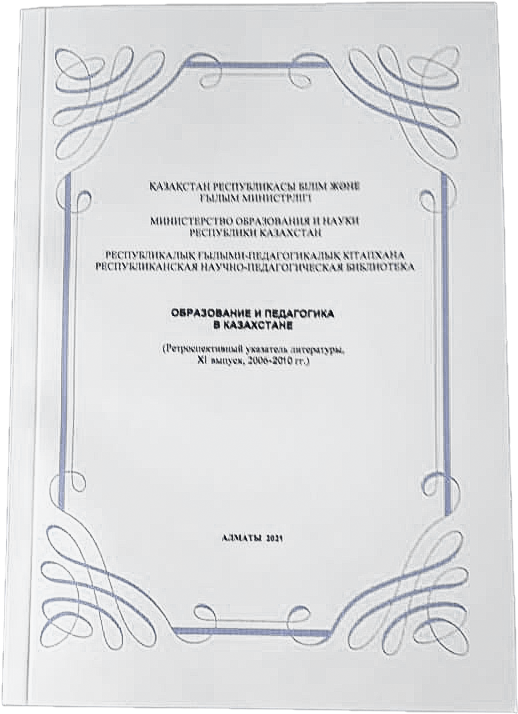 ҚАЗАҚСТАН РЕСПУБЛИКАСЫ БІЛІМ ЖӘНЕ
ҒЫЛЫМ МИНИСТРЛІГІ
МИНИСТЕРСТВО ОБРАЗОВАНИЯ И НАУКИ
РЕСПУБЛИКИ КАЗАХСТАН
РЕСПУБЛИКАЛЫҚ ҒЫЛЫМИ-ПЕДАГОГИКАЛЫҚ КІТАПХАНА
РЕСПУБЛИКАНСКАЯ НАУЧНО-ПЕДАГОГИЧЕСКАЯ БИБЛИОТЕКА
ОБРАЗОВАНИЕ И ПЕДАГОГИКА
В КАЗАХСТАНЕ
(Ретроспективный указатель литературы,
XI выпуск, 2006-2010 гг.)
АЛМАТЫ 2021